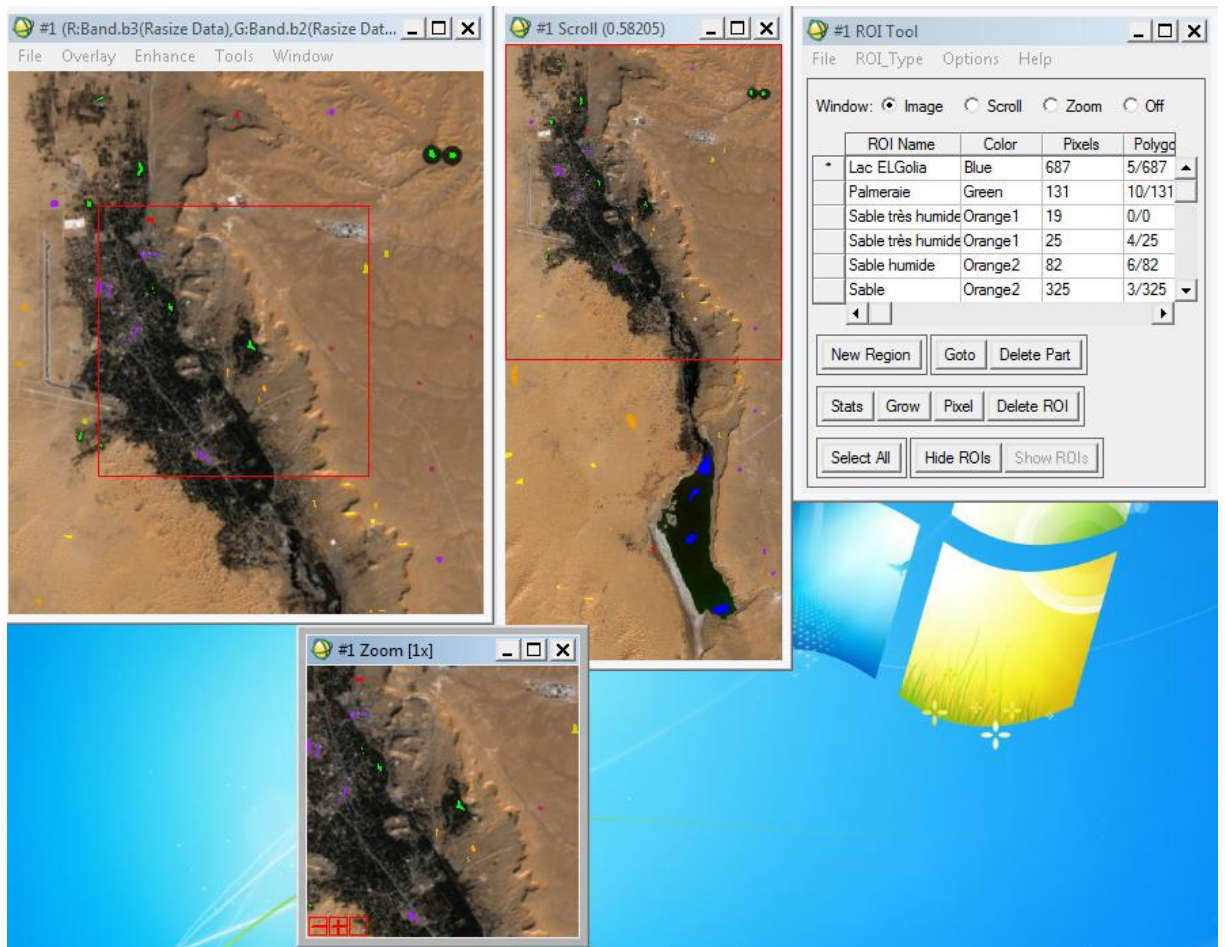 #1 (R:Band.b3(Rasize Data),G:Band.b2(Rasize Dat...
File Overlay Enhance Tools Window
#1 Scroll (0.58205)
#1 ROI Tool
File ROI_Type Options Help
Window: Image Scroll Zoom Off
ROI Name Color Pixels Polygo
* Lac ELGolia Blue 687 5/687
Palmeraie Green 131 10/131
Sable très humide Orange1 19 0/0
Sable très humide Orange1 25 4/25
Sable humide Orange2 82 6/82
Sable Orange2 325 3/325
New Region Goto Delete Part
Stats Grow Pixel Delete ROI
Select All Hide ROIs Show ROIs
#1 Zoom [1x]